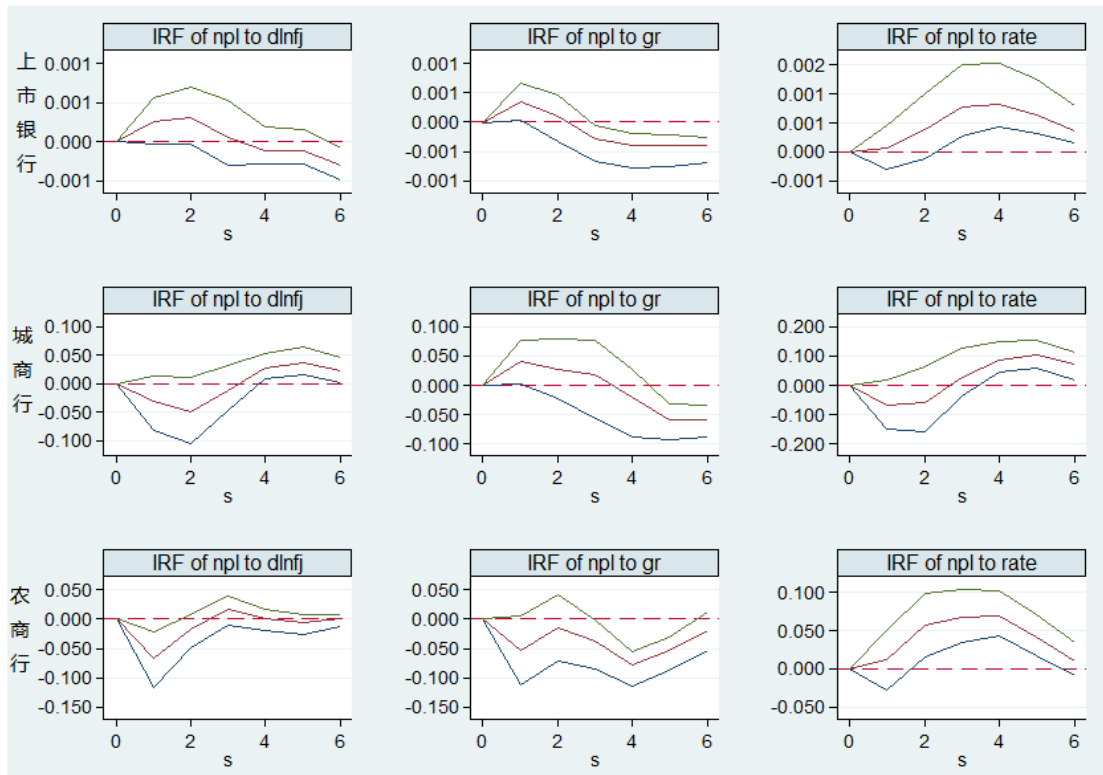 上市银行
IRF of npl to dlnfj
0.001
0.001
0.000
-0.001
0 2 4 6
s
IRF of npl to gr
0.001
0.001
0.000
-0.001
-0.001
0 2 4 6
s
IRF of npl to rate
0.002
0.001
0.001
0.000
-0.001
0 2 4 6
s
城商行
IRF of npl to dlnfj
0.100
0.050
0.000
-0.050
-0.100
0 2 4 6
s
IRF of npl to gr
0.100
0.050
0.000
-0.050
-0.100
0 2 4 6
s
IRF of npl to rate
0.200
0.100
0.000
-0.100
-0.200
0 2 4 6
s
农商行
IRF of npl to dlnfj
0.050
0.000
-0.050
-0.100
-0.150
0 2 4 6
s
IRF of npl to gr
0.050
0.000
-0.050
-0.100
-0.150
0 2 4 6
s
IRF of npl to rate
0.100
0.050
0.000
-0.050
0 2 4 6
s